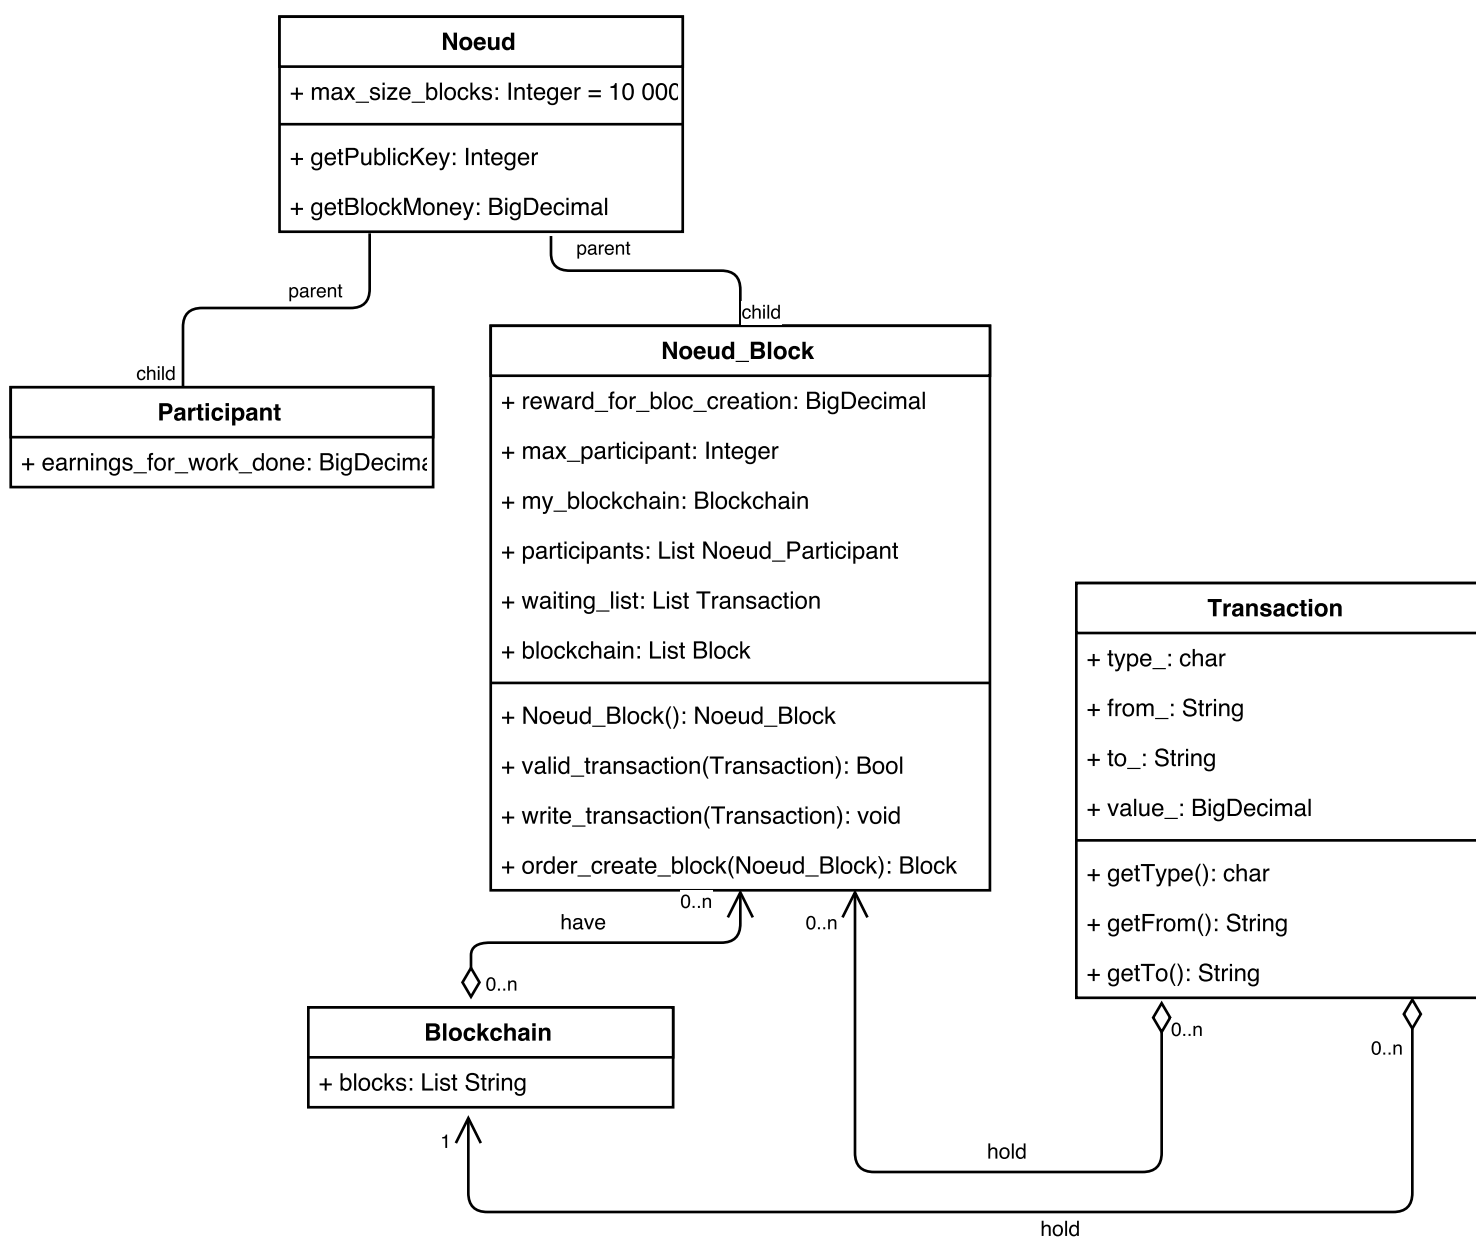 Noeud
+ max_size_blocks: Integer = 10 000
+ getPublicKey: Integer
+ getBlockMoney: BigDecimal
parent
parent
child
child
Participant
+ earnings_for_work_done: BigDecima
Noeud_Block
+ reward_for_bloc_creation: BigDecimal
+ max_participant: Integer
+ my_blockchain: Blockchain
+ participants: List Noeud_Participant
+ waiting_list: List Transaction
+ blockchain: List Block
+ Noeud_Block(): Noeud_Block
+ valid_transaction(Transaction): Bool
+ write_transaction(Transaction): void
+ order_create_block(Noeud_Block): Block
Transaction
+ type_: char
+ from_: String
+ to_: String
+ value_: BigDecimal
+ getType(): char
+ getFrom(): String
+ getTo(): String
0..n
have
0..n
0..n
0..n
0..n
Blockchain
+ blocks: List String
1
hold
hold